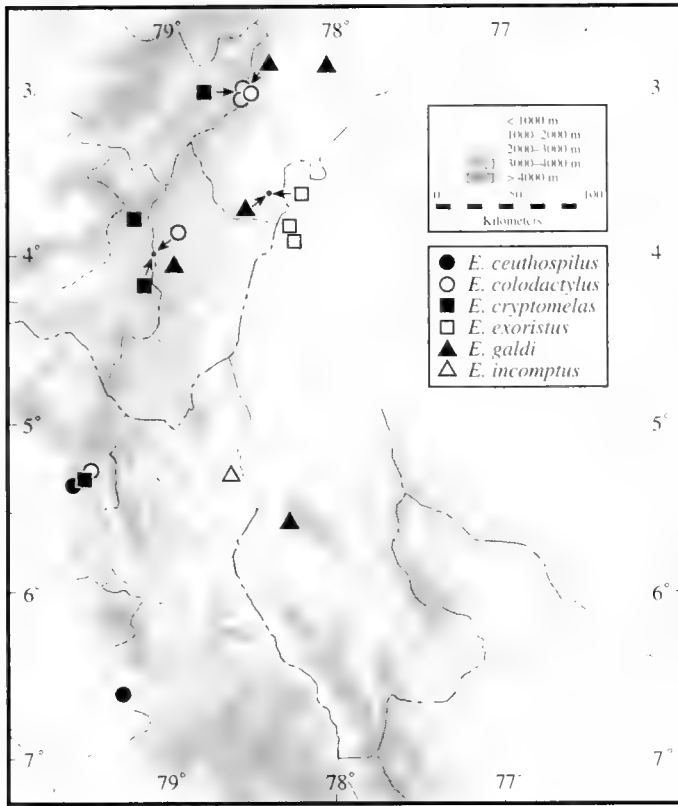 79 78 77
3
< 1000 m
1000–2000 m
2000–3000 m
3000–4000 m
> 4000 m
0 50 100
Kilometers
4° 4°
E. ceuthospilus
E. colodactylus
E. cryptomelas
E. exoristus
E. galdi
E. incomptus
5 5°
6 6°
7° 7°
79° 78° 77